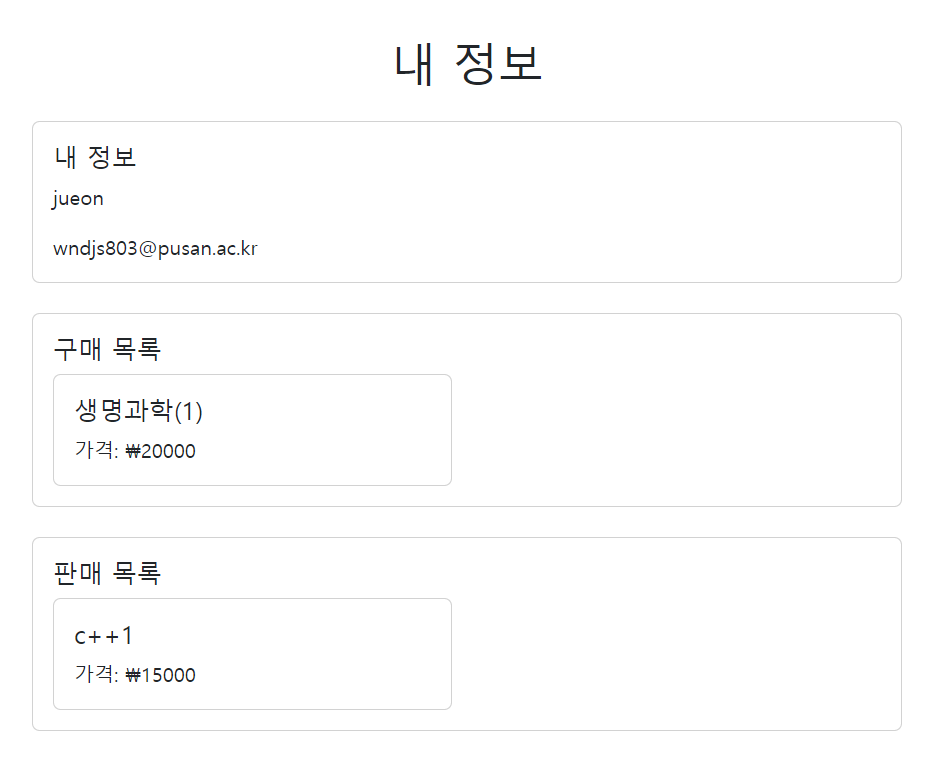 내 정보
내 정보
jueon
wndjs803@pusan.ac.kr
구매 목록
생명과학(1)
가격: ₩20000
판매 목록
c++1
가격: ₩15000